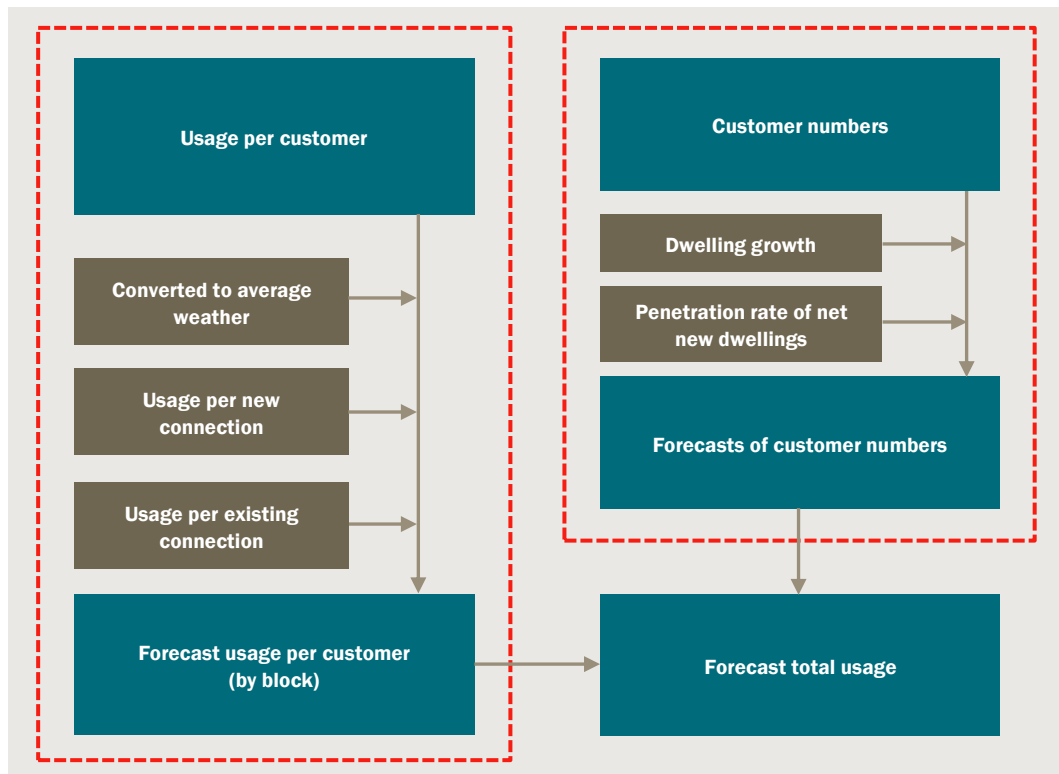 Usage per customer
Converted to average
weather
Usage per new
connection
Usage per existing
connection
Forecast usage per customer
(by block)
Customer numbers
Dwelling growth
Penetration rate of net
new dwellings
Forecasts of customer numbers
Forecast total usage